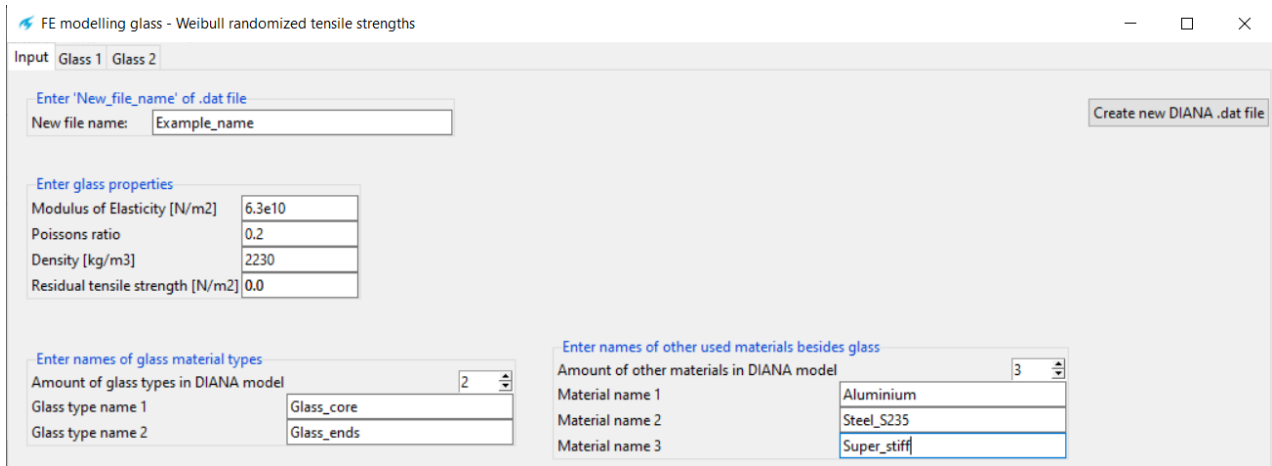 FE modelling glass - Weibull randomized tensile strengths
Input Glass 1 Glass 2
Enter 'New_file_name' of .dat file
New file name: Example_name
Create new DIANA .dat file
Enter glass properties
Modulus of Elasticity [N/m2] 6.3e10
Poissons ratio 0.2
Density [kg/m3] 2230
Residual tensile strength [N/m2] 0.0
Enter names of glass material types
Amount of glass types in DIANA model 2
Glass type name 1 Glass_core
Glass type name 2 Glass_ends
Enter names of other used materials besides glass
Amount of other materials in DIANA model 3
Material name 1 Aluminium
Material name 2 Steel_S235
Material name 3 Super_stiff